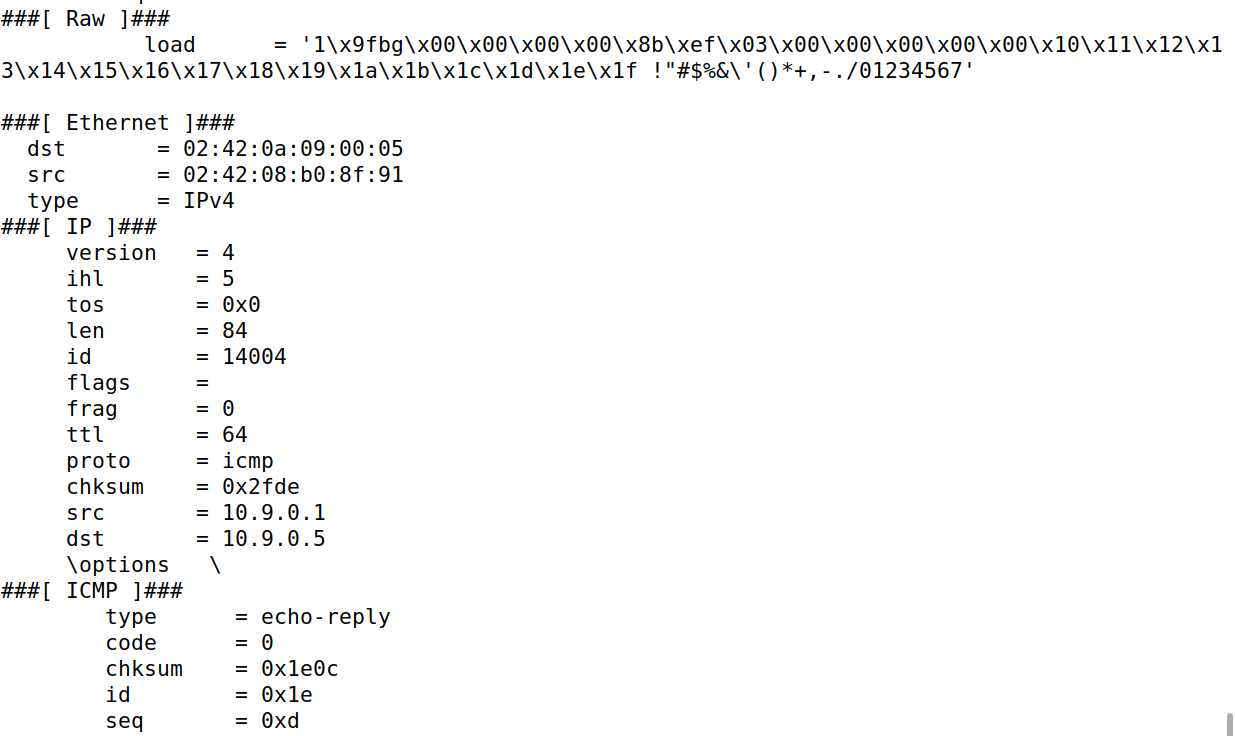 ###[ Raw ]###
           load      = '1\x9fbg\x00\x00\x00\x00\x8b\xef\x03\x00\x00\x00\x00\x00\x10\x11\x12\x1
3\x14\x15\x16\x17\x18\x19\x1a\x1b\x1c\x1d\x1e\x1f !"#$%&\'()*+,-./01234567'

###[ Ethernet ]###
  dst       = 02:42:0a:09:00:05
  src       = 02:42:08:b0:8f:91
  type      = IPv4
###[ IP ]###
     version   = 4
     ihl       = 5
     tos       = 0x0
     len       = 84
     id        = 14004
     flags     =
     frag      = 0
     ttl       = 64
     proto     = icmp
     chksum    = 0x2fde
     src       = 10.9.0.1
     dst       = 10.9.0.5
     \options   \
###[ ICMP ]###
        type      = echo-reply
        code      = 0
        chksum    = 0x1e0c
        id        = 0x1e
        seq       = 0xd